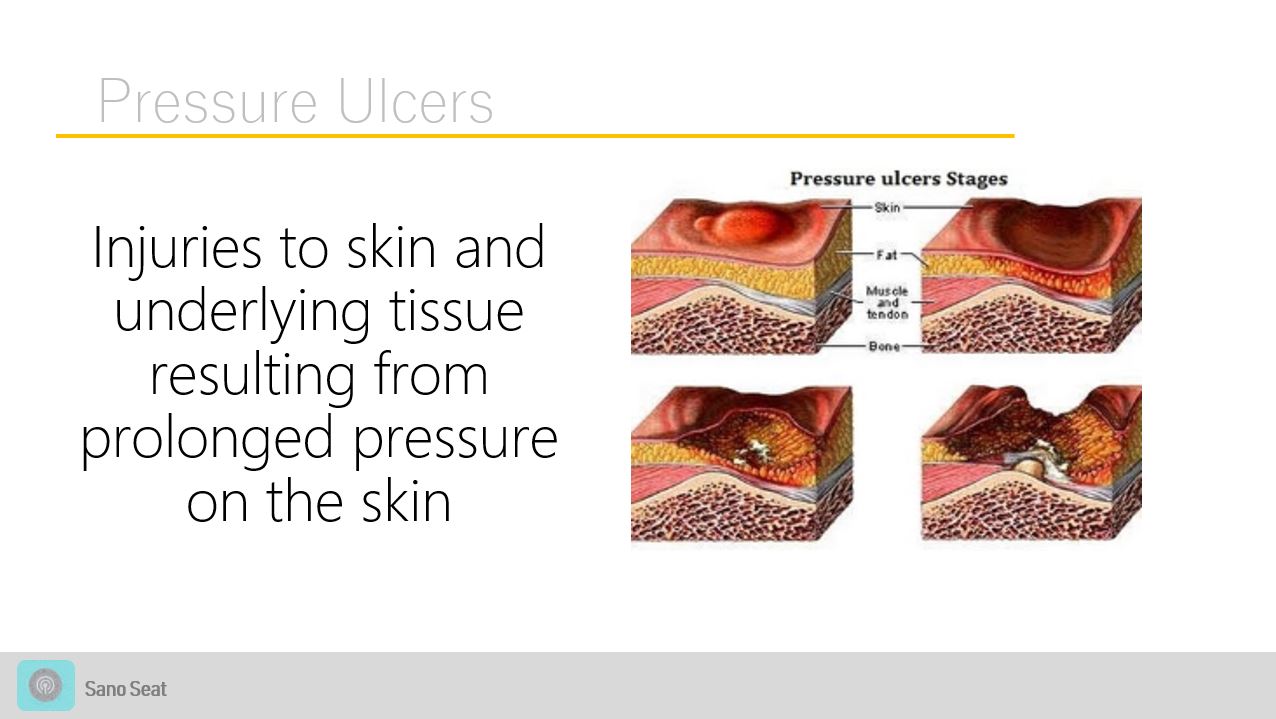 Pressure Ulcers
Injuries to skin and
underlying tissue
resulting from
prolonged pressure
on the skin
Pressure ulcers Stages
Skin
Fat
Muscle
and
tendon
Bone
Sano Seat